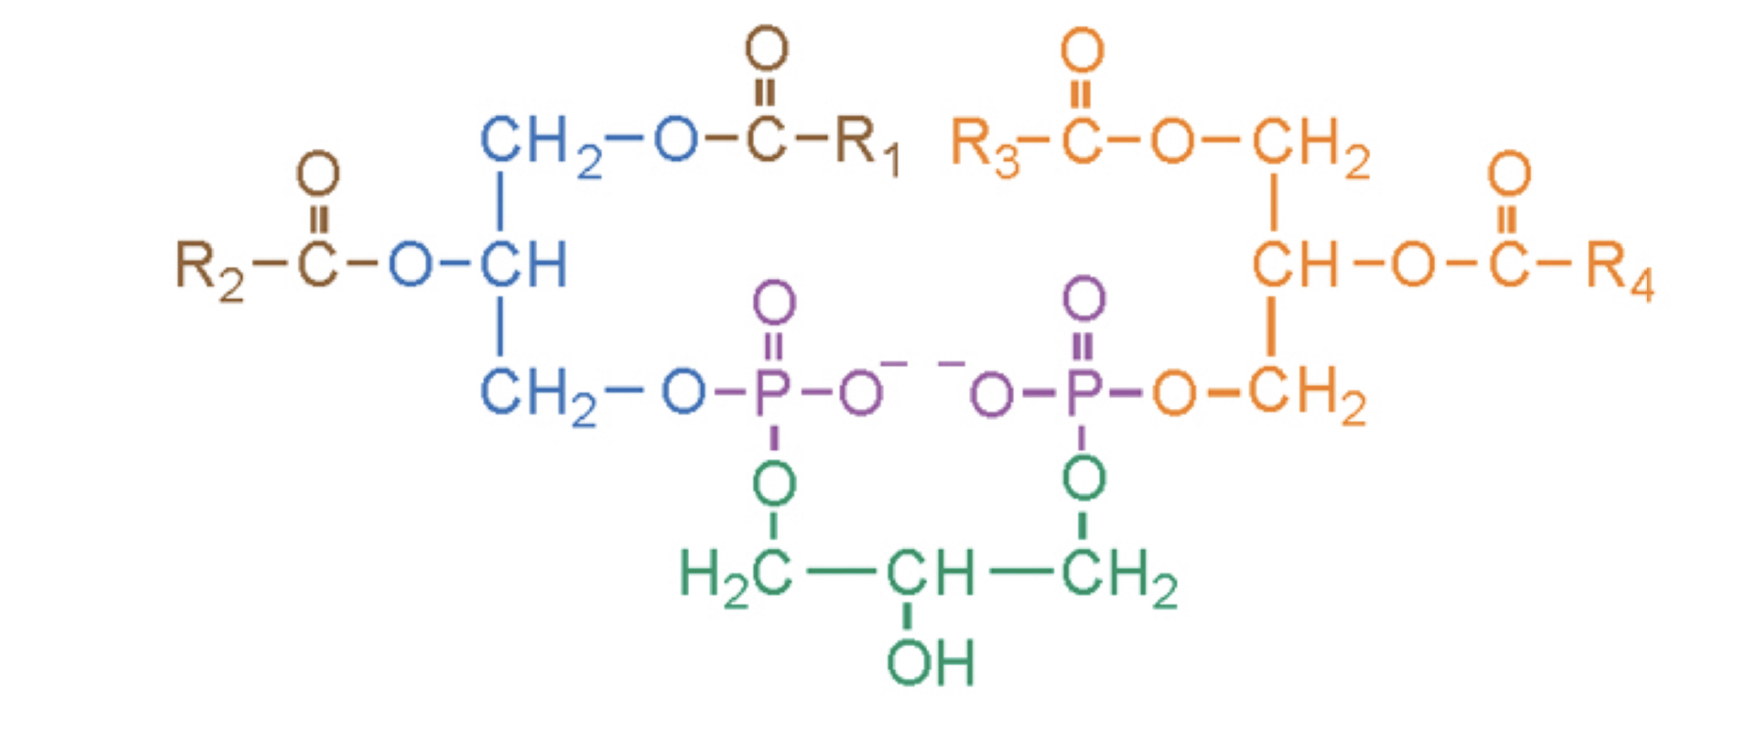 O O
CH₂—O—C—R₁ R₃—C—O—CH₂
O O
R₂—C—O—CH CH—O—C—R₄
O O
CH₂—O—P—O⁻ ⁻O—P—O—CH₂
O O
H₂C—CH—CH₂
OH